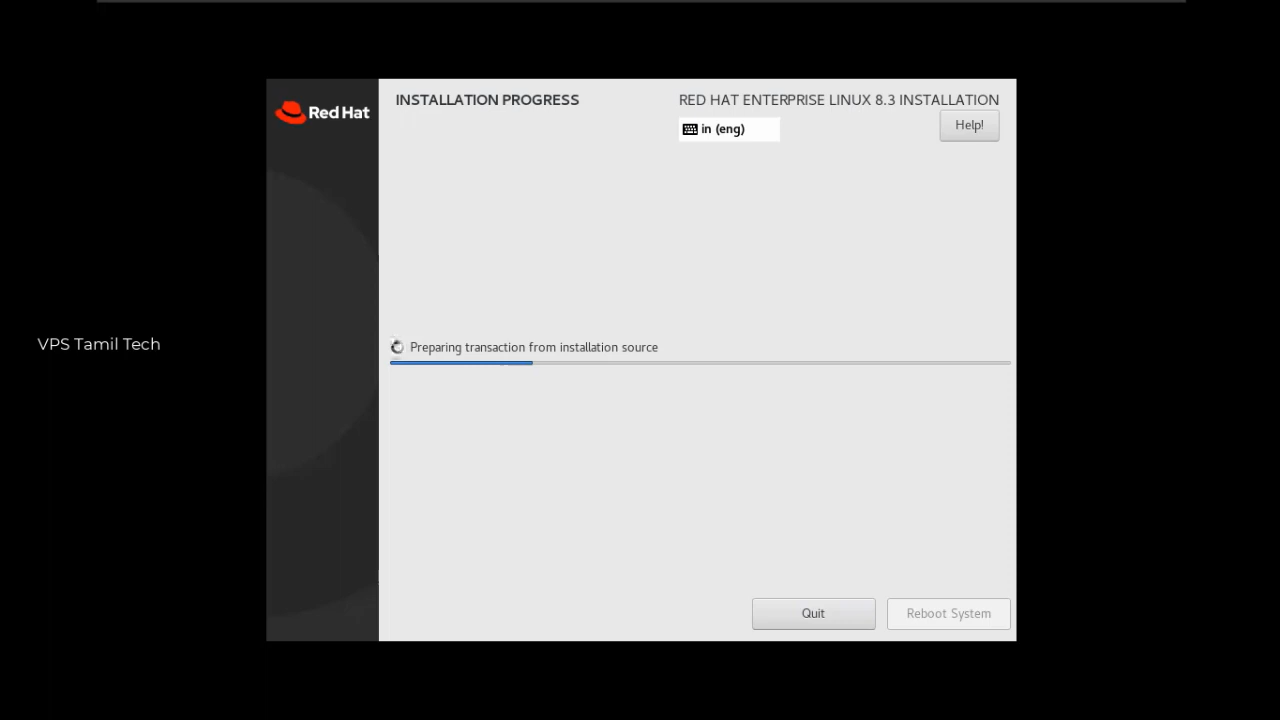 Red Hat
INSTALLATION PROGRESS
RED HAT ENTERPRISE LINUX 8.3 INSTALLATION
in (eng)
Help!
VPS Tamil Tech
Preparing transaction from installation source
Quit
Reboot System